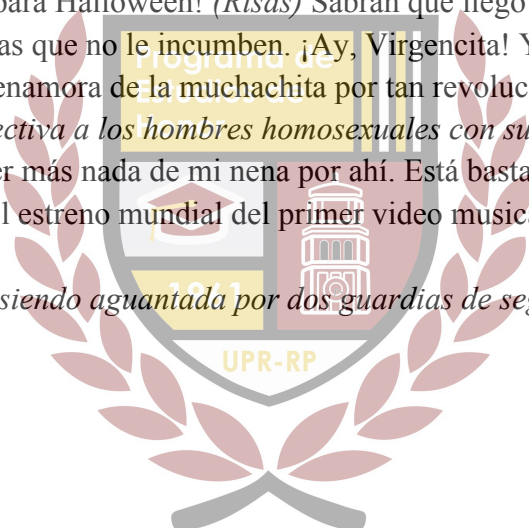 para Halloween! (Risas) Sabrán que llegó
as que no le incumben. ¡Ay, Virgencita! Y
Programa de
enamora de la muchachita por tan revoluc
Estudios de
Honor
ectiva a los hombres homosexuales con su
er más nada de mi nena por ahí. Está basta
l estreno mundial del primer video music
1961
siendo aguantada por dos guardias de se
UPR-RP